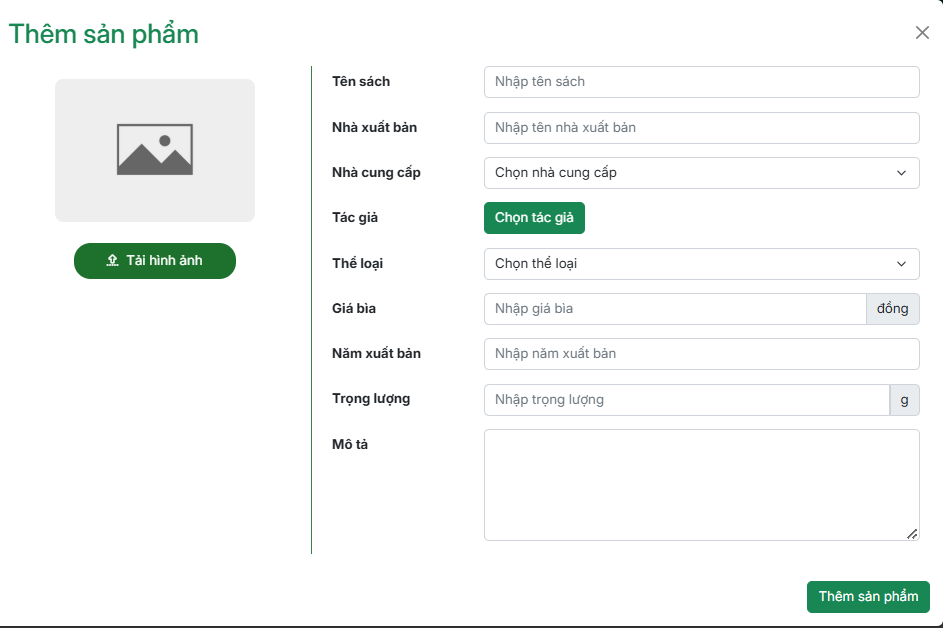 Thêm sản phẩm
Tải hình ảnh
Tên sách
Nhập tên sách
Nhà xuất bản
Nhập tên nhà xuất bản
Nhà cung cấp
Chọn nhà cung cấp
Tác giả
Chọn tác giả
Thể loại
Chọn thể loại
Giá bìa
Nhập giá bìa
đồng
Năm xuất bản
Nhập năm xuất bản
Trọng lượng
Nhập trọng lượng
g
Mô tả
Thêm sản phẩm